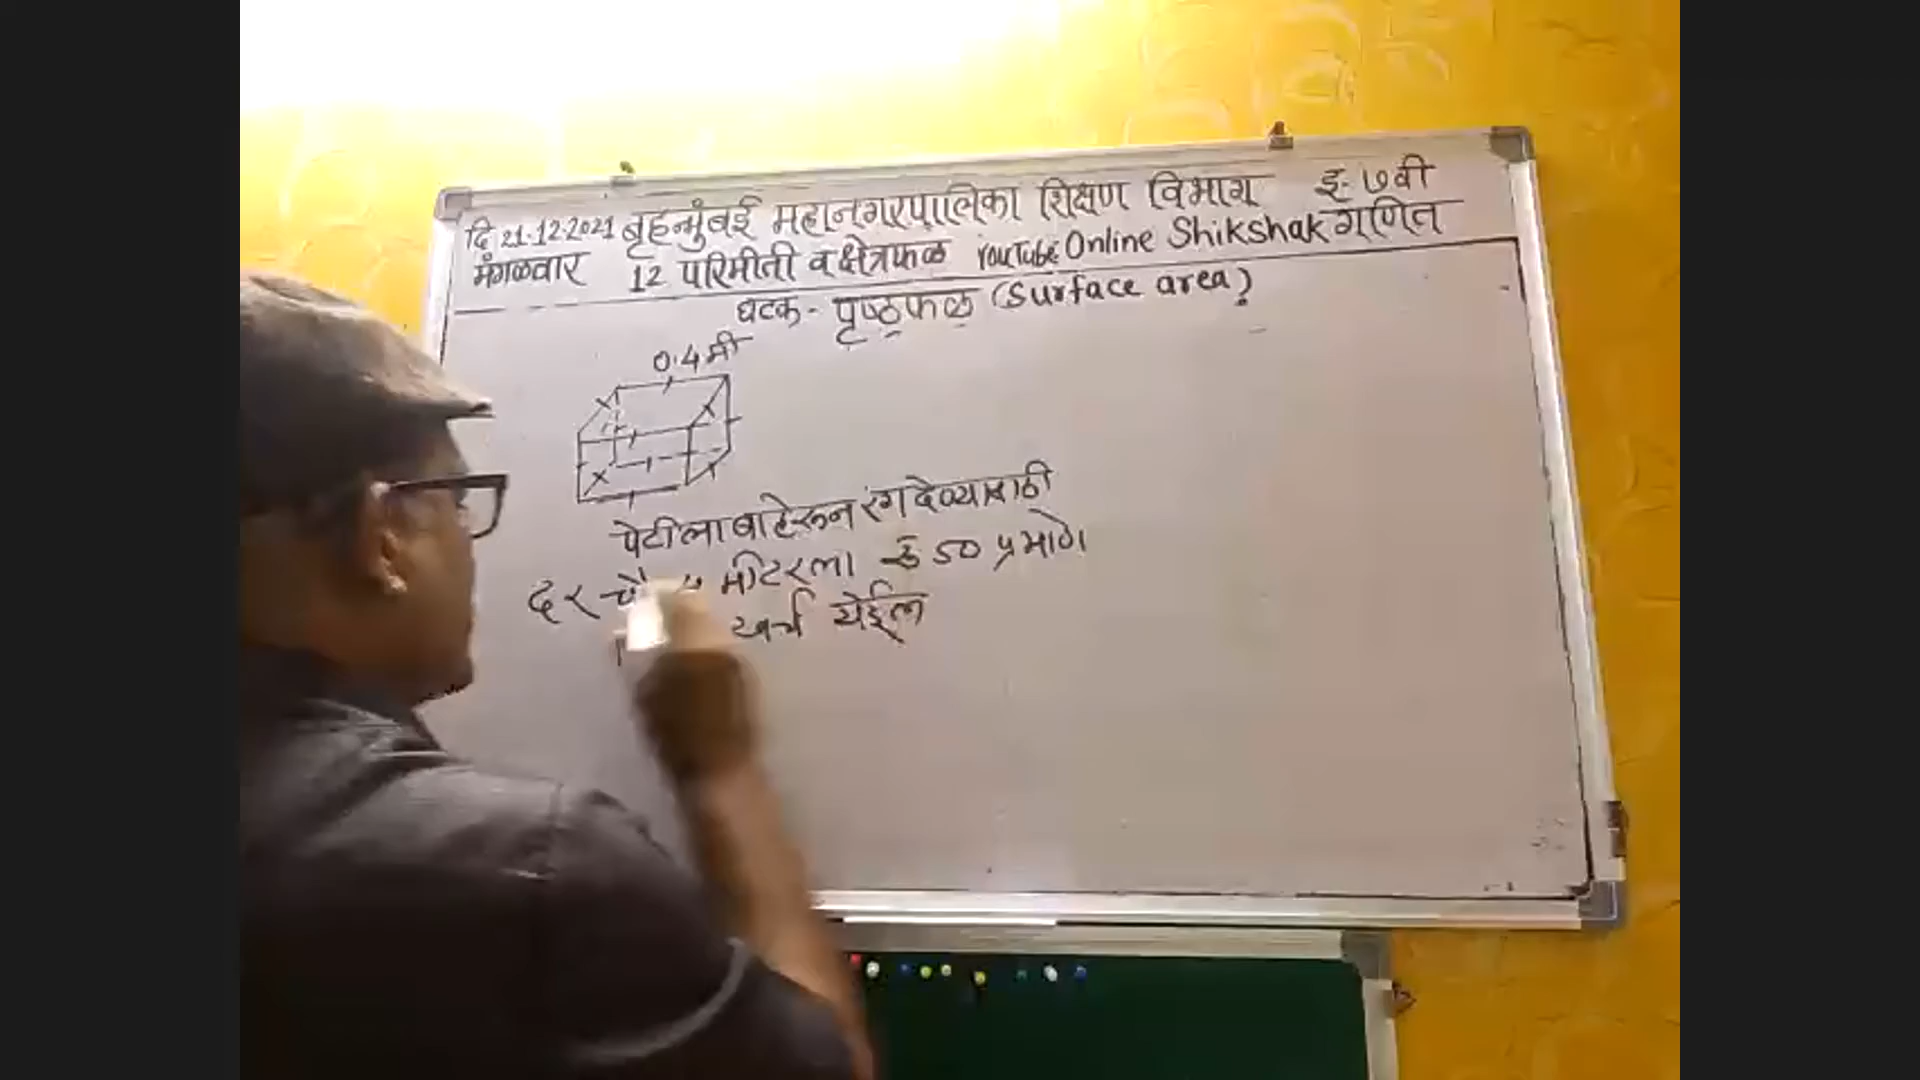 बृहन्मुंबई महानगरपालिका शिक्षण विभाग इ. ७वी
दि 21.12.2021
मंगळवार 12 परिमीती व क्षेत्रफळ YouTube: Online Shikshak गणित
घटक - पृष्ठफळ (Surface area)
0.4 मी
पेटीला बाहेरून रंग देण्यासाठी
दर चौ मीटरला रु 50 प्रमाणे
खर्च येईल